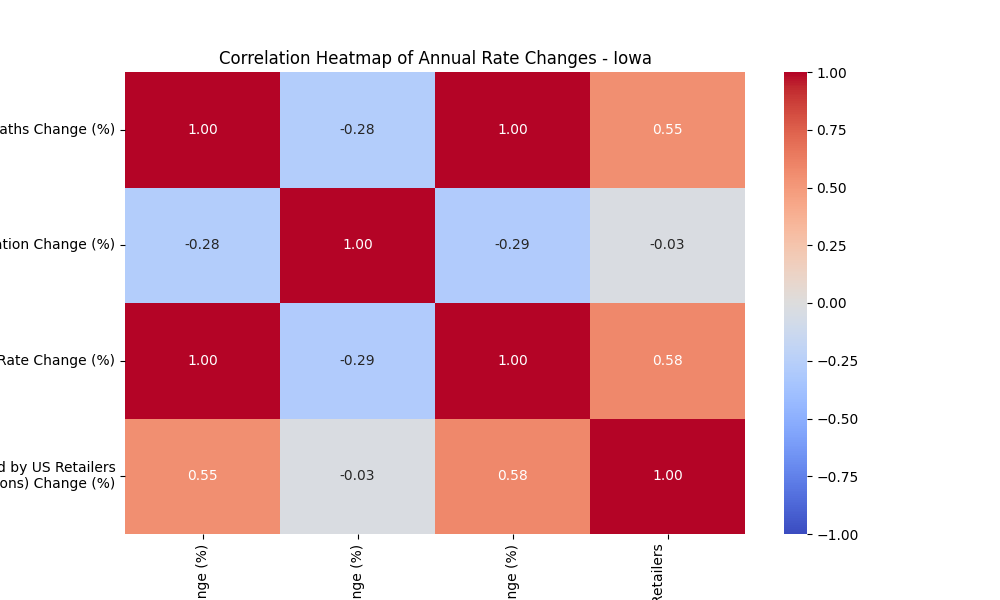 Correlation Heatmap of Annual Rate Changes - Iowa
aths Change (%)
1.00 -0.28 1.00 0.55
tion Change (%)
-0.28 1.00 -0.29 -0.03
Rate Change (%)
1.00 -0.29 1.00 0.58
d by US Retailers
ons) Change (%)
0.55 -0.03 0.58 1.00
nge (%)
nge (%)
nge (%)
Retailers
1.00
0.75
0.50
0.25
0.00
−0.25
−0.50
−0.75
−1.00